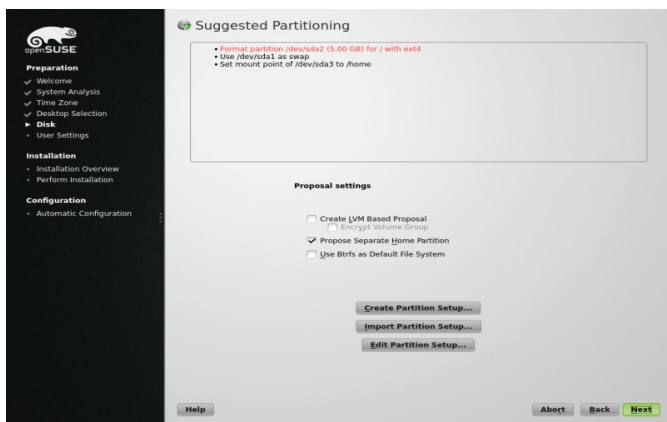 openSUSE
Preparation
Welcome
System Analysis
Time Zone
Desktop Selection
Disk
User Settings
Installation
Installation Overview
Perform Installation
Configuration
Automatic Configuration
Suggested Partitioning
Format partition /dev/sda2 (5.00 GB) for / with ext4
Use /dev/sda1 as swap
Set mount point of /dev/sda3 to /home
Proposal settings
Create LVM Based Proposal
Encrypt Volume Group
Propose Separate Home Partition
Use Btrfs as Default File System
Create Partition Setup...
Import Partition Setup...
Edit Partition Setup...
Help
Abort
Back
Next